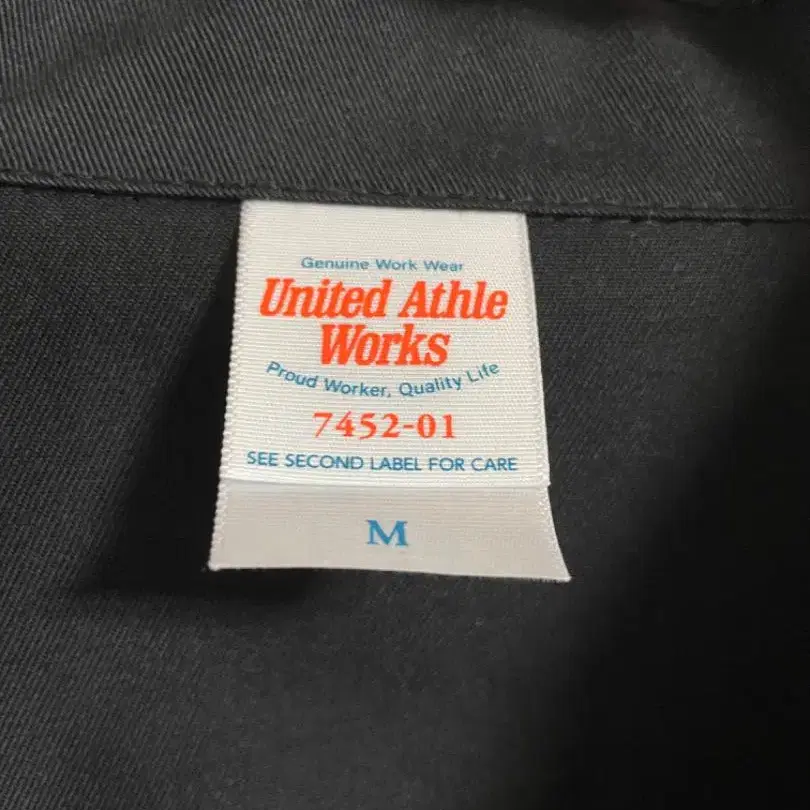 Genuine Work Wear
United Athle
Works
Proud Worker, Quality Life
7452-01
SEE SECOND LABEL FOR CARE
M